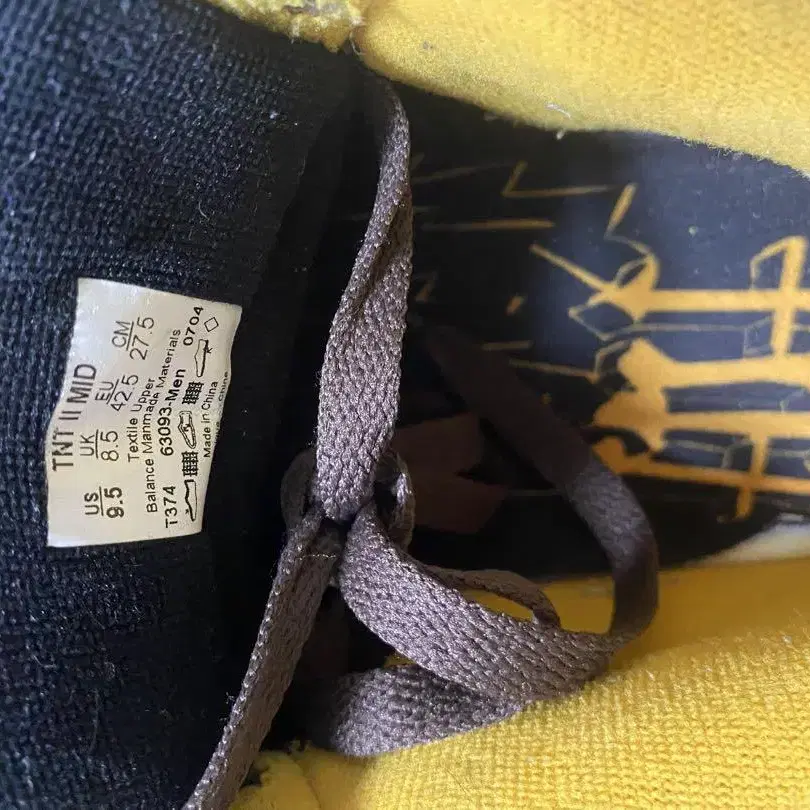 TNT II MID
US UK EU CM
9.5 8.5 42.5 27.5
Textile Upper
Balance Manmade Materials
T374 63093-Men 0704
Made in China